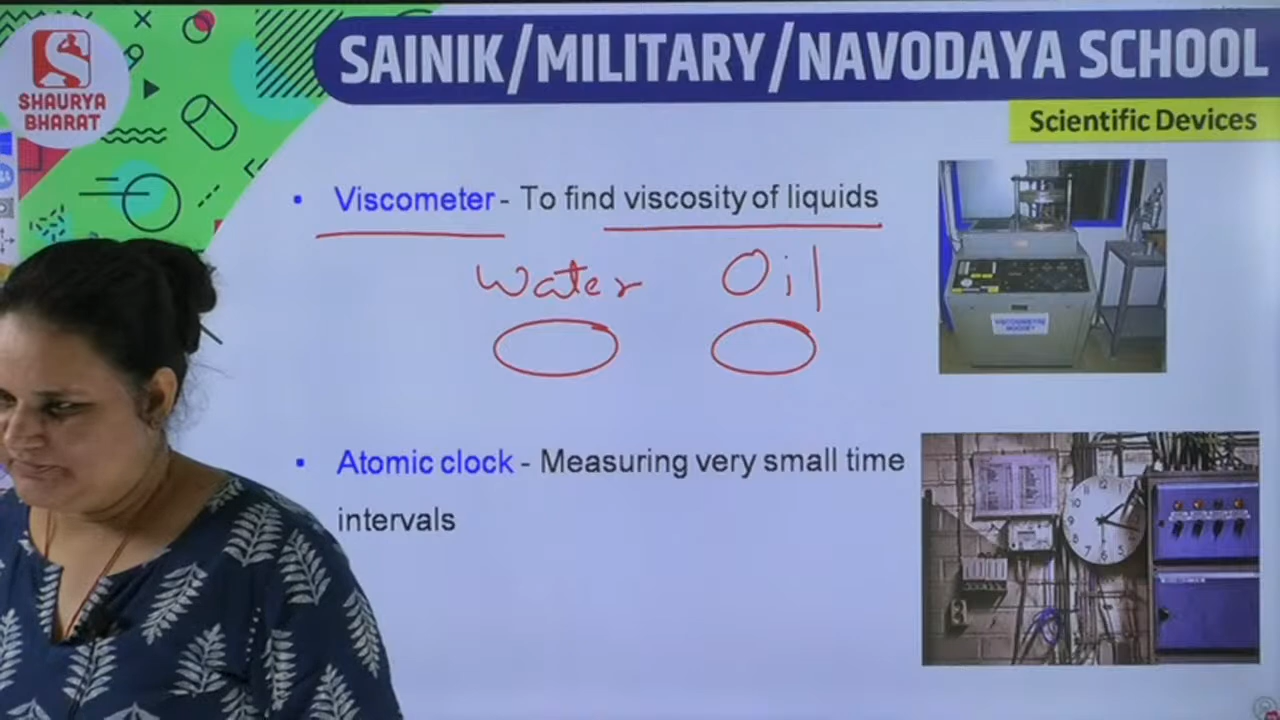 SAINIK/MILITARY/NAVODAYA SCHOOL
SHAURYA
BHARAT
Scientific Devices
• Viscometer - To find viscosity of liquids
Water Oil
• Atomic clock - Measuring very small time
intervals